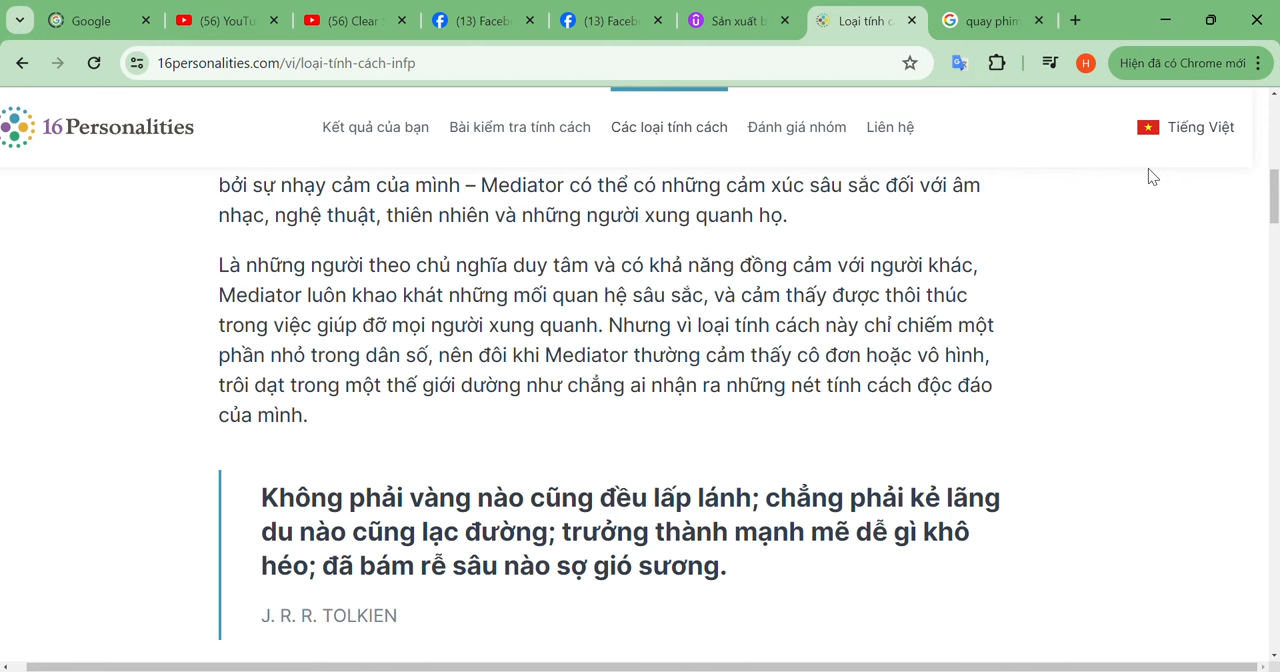 Google
(56) YouTu
(56) Clear
(13) Faceb
(13) Faceb
Sản xuất b
Loại tính c
quay phim
16personalities.com/vi/loại-tính-cách-infp
H
Hiện đã có Chrome mới
16Personalities
Kết quả của bạn
Bài kiểm tra tính cách
Các loại tính cách
Đánh giá nhóm
Liên hệ
Tiếng Việt
bởi sự nhạy cảm của mình – Mediator có thể có những cảm xúc sâu sắc đối với âm
nhạc, nghệ thuật, thiên nhiên và những người xung quanh họ.
Là những người theo chủ nghĩa duy tâm và có khả năng đồng cảm với người khác,
Mediator luôn khao khát những mối quan hệ sâu sắc, và cảm thấy được thôi thúc
trong việc giúp đỡ mọi người xung quanh. Nhưng vì loại tính cách này chỉ chiếm một
phần nhỏ trong dân số, nên đôi khi Mediator thường cảm thấy cô đơn hoặc vô hình,
trôi dạt trong một thế giới dường như chẳng ai nhận ra những nét tính cách độc đáo
của mình.
Không phải vàng nào cũng đều lấp lánh; chẳng phải kẻ lãng
du nào cũng lạc đường; trưởng thành mạnh mẽ dễ gì khô
héo; đã bám rễ sâu nào sợ gió sương.
J. R. R. TOLKIEN